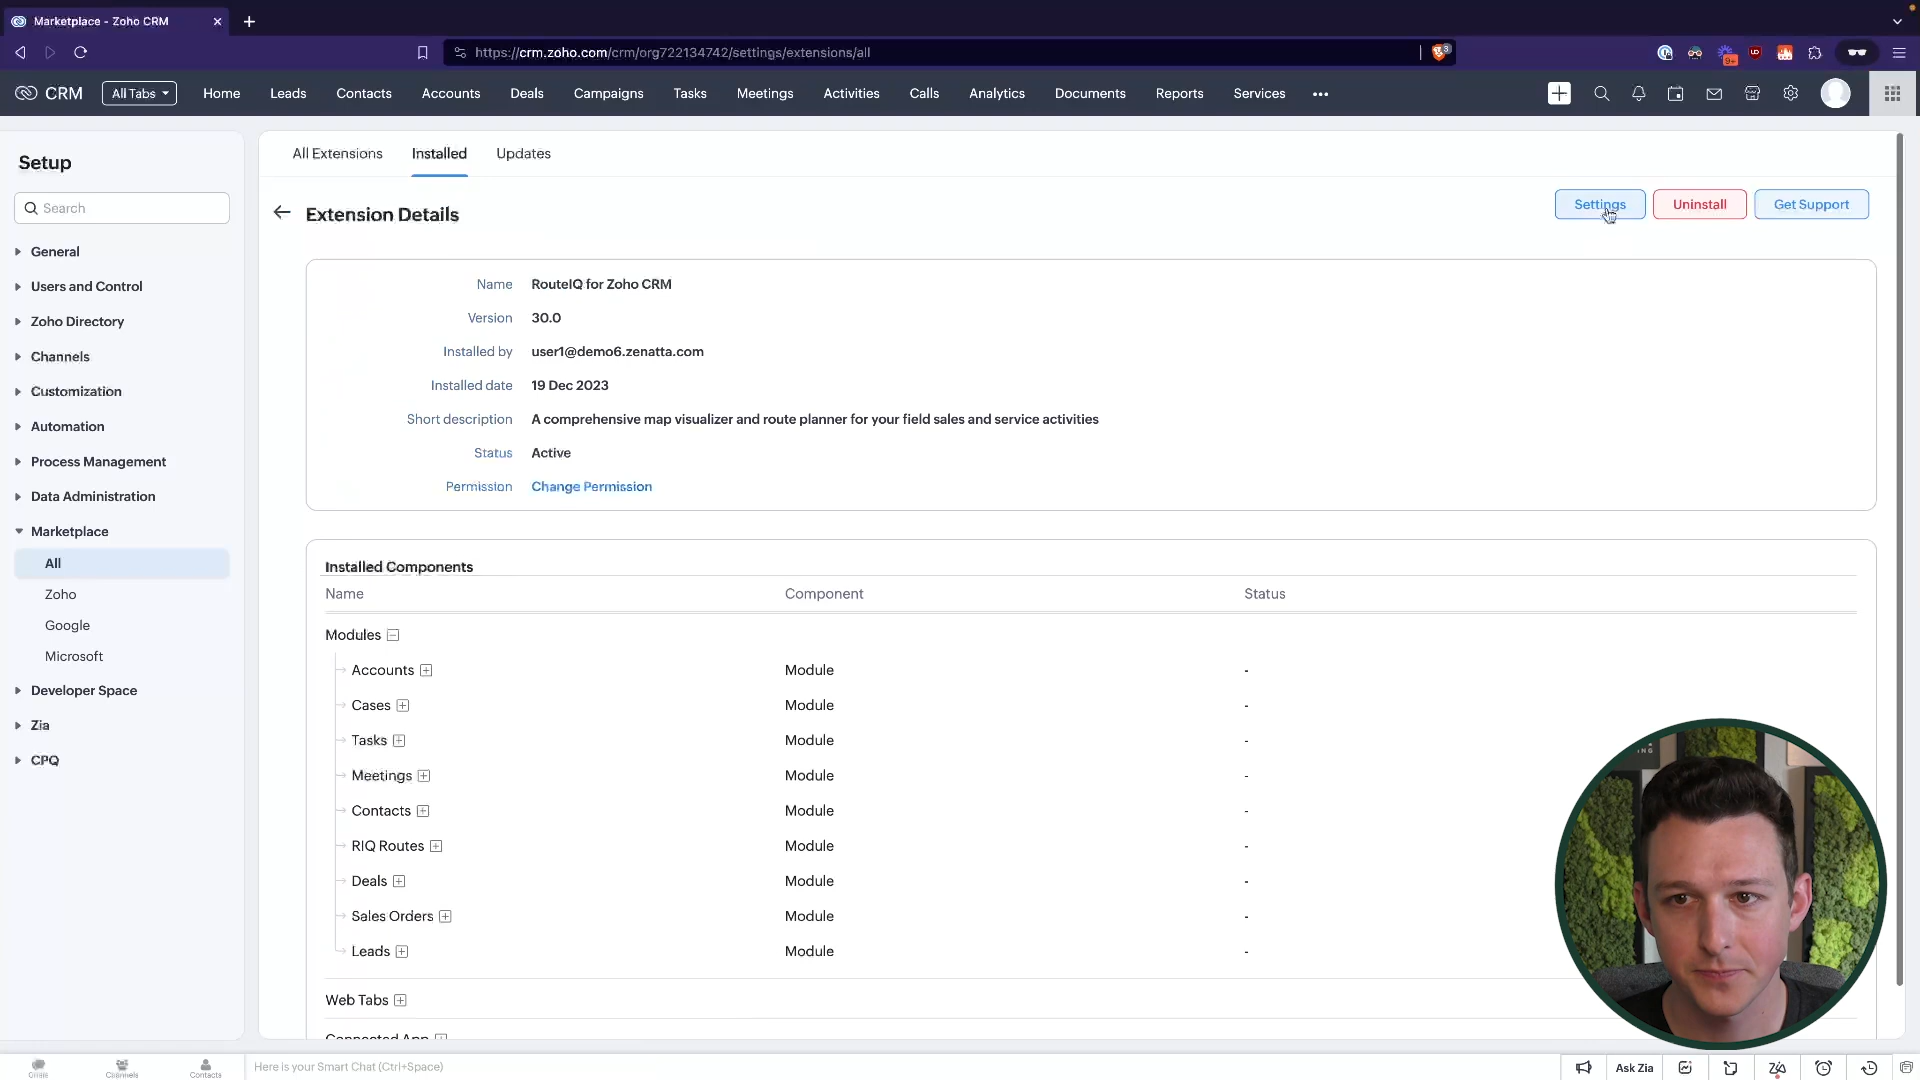 Marketplace - Zoho CRM
https://crm.zoho.com/crm/org722134742/settings/extensions/all
3
9+
CRM
All Tabs
Home
Leads
Contacts
Accounts
Deals
Campaigns
Tasks
Meetings
Activities
Calls
Analytics
Documents
Reports
Services
Setup
Search
General
Users and Control
Zoho Directory
Channels
Customization
Automation
Process Management
Data Administration
Marketplace
All
Zoho
Google
Microsoft
Developer Space
Zia
CPQ
All Extensions
Installed
Updates
Extension Details
Settings
Uninstall
Get Support
Name RouteIQ for Zoho CRM
Version 30.0
Installed by user1@demo6.zenatta.com
Installed date 19 Dec 2023
Short description A comprehensive map visualizer and route planner for your field sales and service activities
Status Active
Permission Change Permission
Installed Components
Name Component Status
Modules
Accounts Module -
Cases Module -
Tasks Module -
Meetings Module -
Contacts Module -
RIQ Routes Module -
Deals Module -
Sales Orders Module -
Leads Module -
Web Tabs
Connected App
Chats
Channels
Contacts
Here is your Smart Chat (Ctrl+Space)
Ask Zia